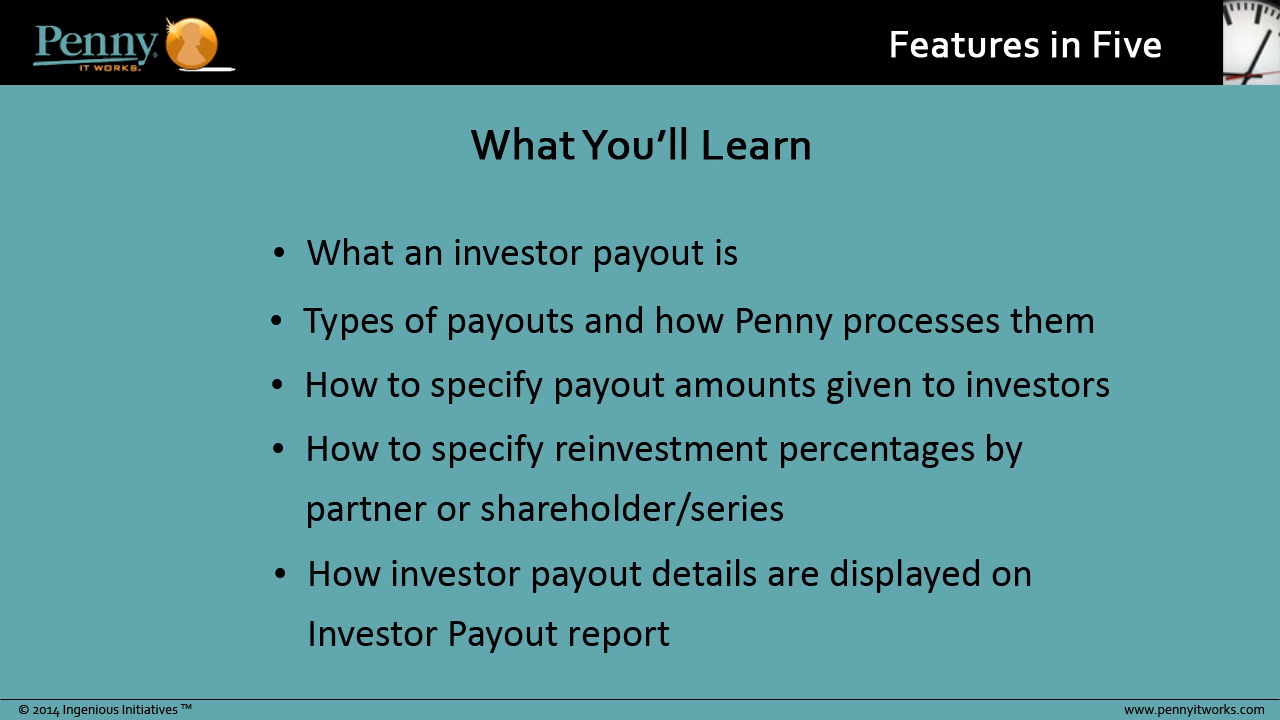 Penny®
IT WORKS.
Features in Five
What You’ll Learn
• What an investor payout is
• Types of payouts and how Penny processes them
• How to specify payout amounts given to investors
• How to specify reinvestment percentages by
partner or shareholder/series
• How investor payout details are displayed on
Investor Payout report
© 2014 Ingenious Initiatives ™
www.pennyitworks.com